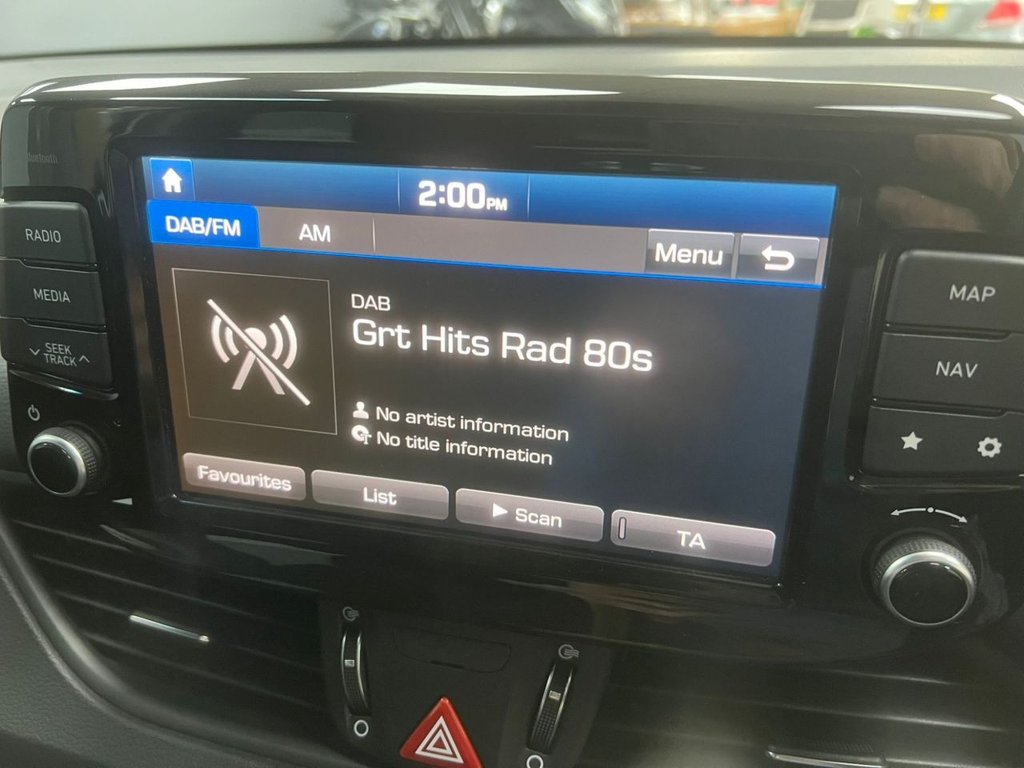 Bluetooth
2:00PM
DAB/FM
AM
Menu
RADIO
MEDIA
SEEK
TRACK
MAP
NAV
DAB
Grt Hits Rad 80s
No artist information
No title information
Favourites
List
Scan
TA